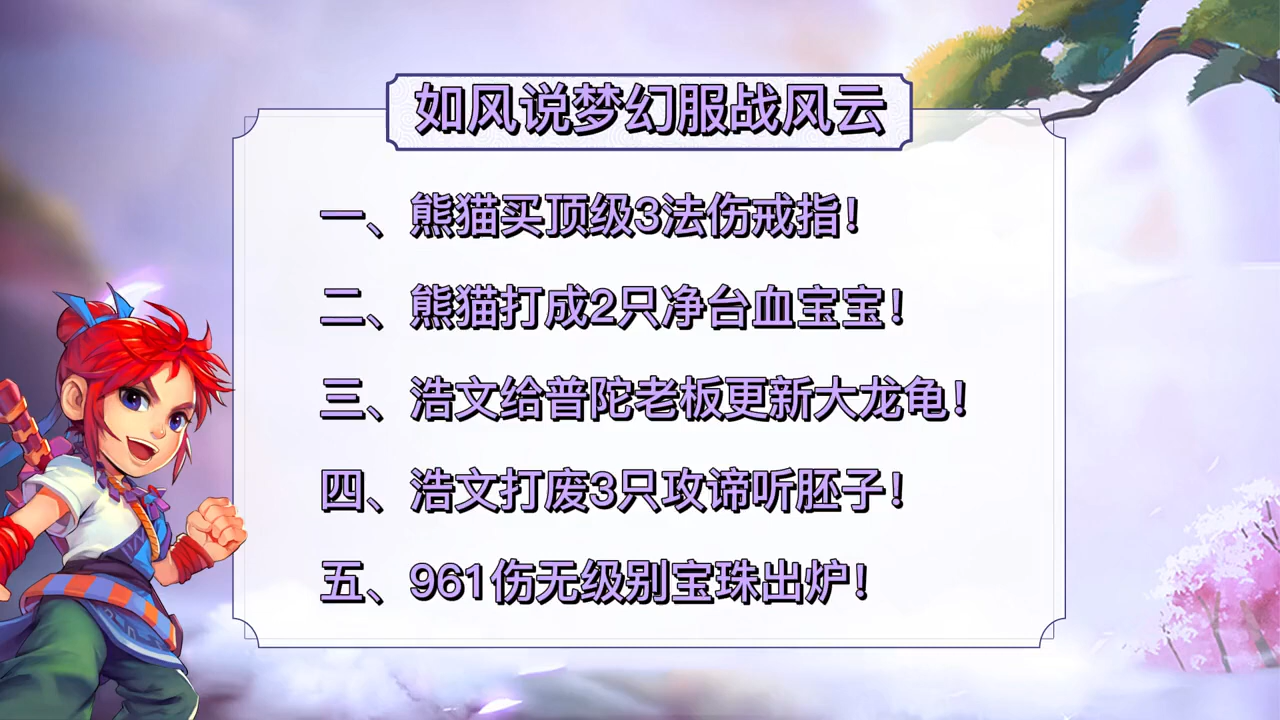 如风说梦幻服战风云
一、熊猫买顶级3法伤戒指！
二、熊猫打成2只净台血宝宝！
三、浩文给普陀老板更新大龙龟！
四、浩文打废3只攻谛听胚子！
五、961伤无级别宝珠出炉！